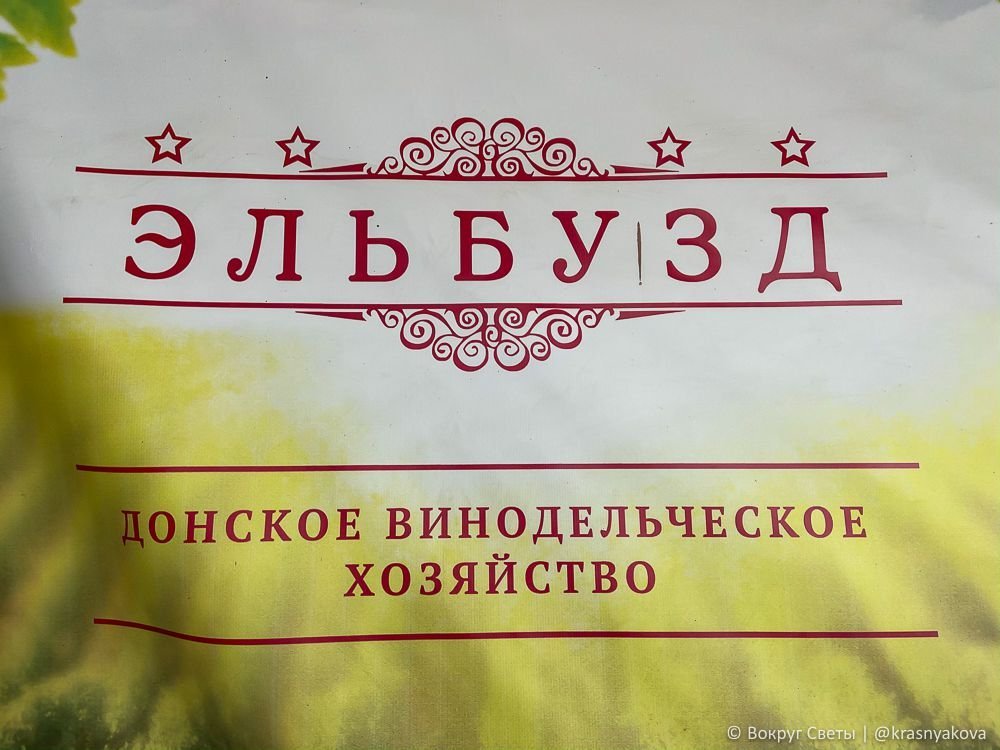 ЭЛЬБУЗД
ДОНСКОЕ ВИНОДЕЛЬЧЕСКОЕ
ХОЗЯЙСТВО
© Вокруг Светы | @krasnyakova